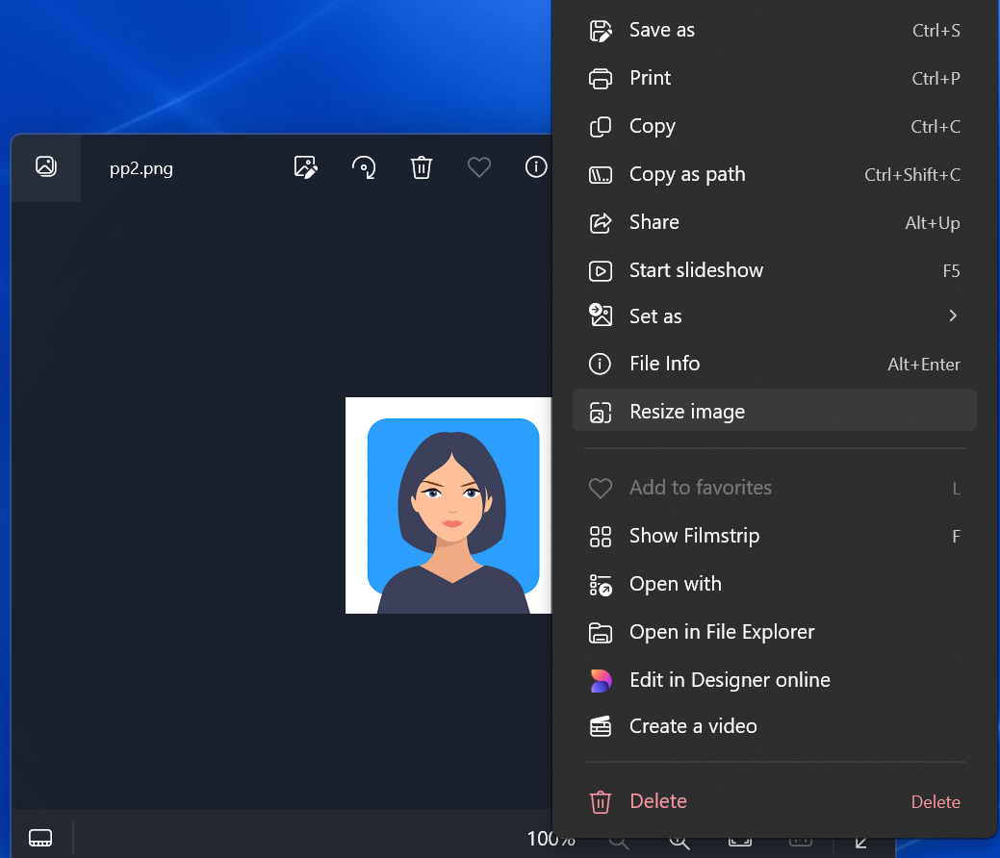 Save as Ctrl+S
Print Ctrl+P
Copy Ctrl+C
pp2.png
Copy as path Ctrl+Shift+C
Share Alt+Up
Start slideshow F5
Set as
File Info Alt+Enter
Resize image
Add to favorites L
Show Filmstrip F
Open with
Open in File Explorer
Edit in Designer online
Create a video
Delete Delete
100%